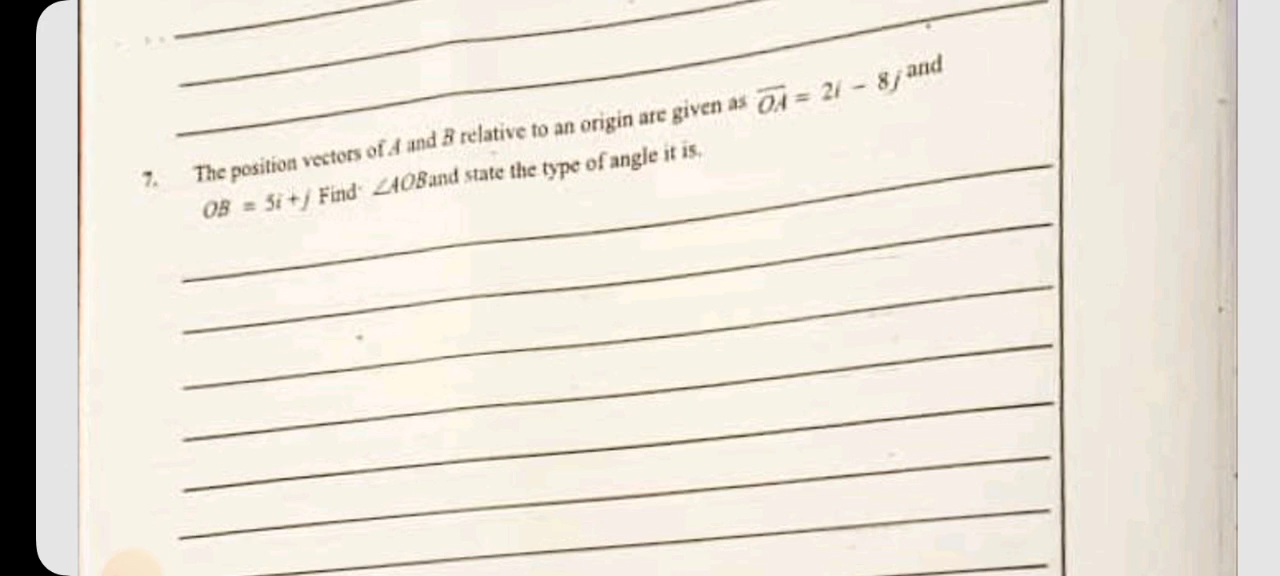 7. The position vectors of A and B relative to an origin are given as \overline{OA} = 2i - 8j and
OB = 5i + j Find ∠AOB and state the type of angle it is.